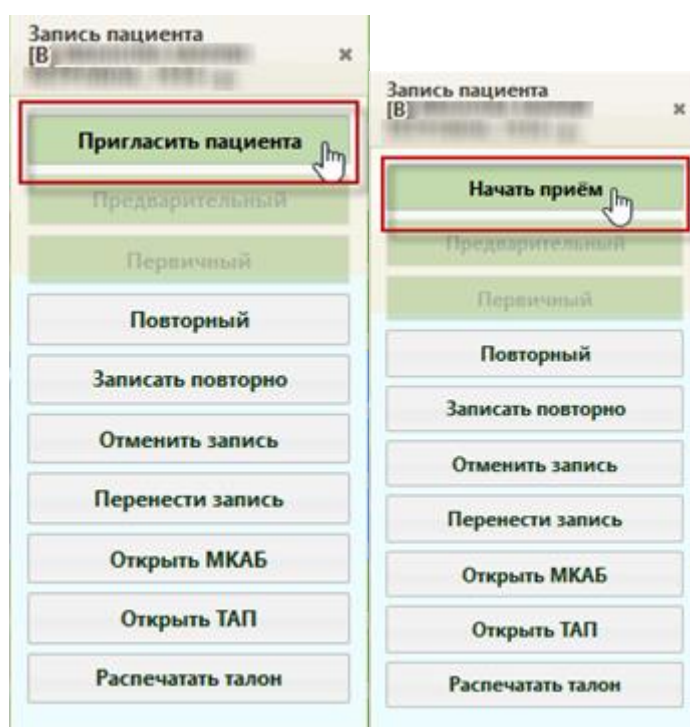 Запись пациента
[В]
Пригласить пациента
Предварительный
Первичный
Повторный
Записать повторно
Отменить запись
Перенести запись
Открыть МКАБ
Открыть ТАП
Распечатать талон
Запись пациента
[В]
Начать приём
Предварительный
Первичный
Повторный
Записать повторно
Отменить запись
Перенести запись
Открыть МКАБ
Открыть ТАП
Распечатать талон